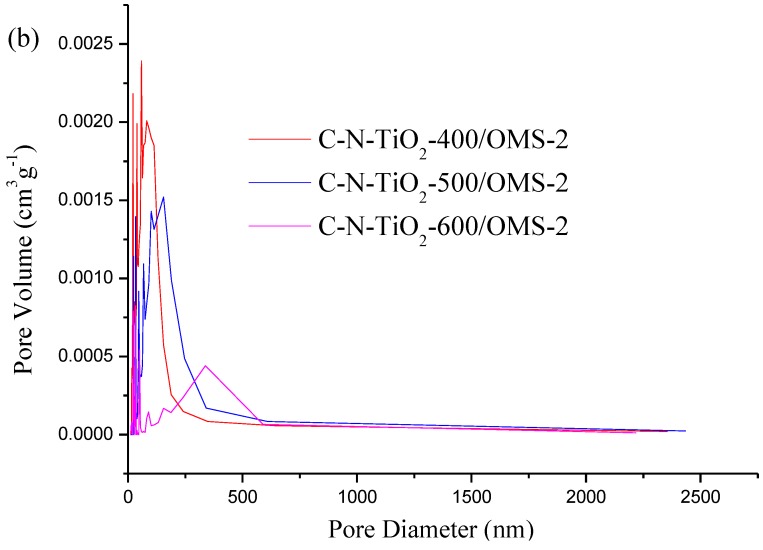 (b)
0.0025
0.0020
0.0015
0.0010
0.0005
0.0000
Pore Volume (cm³g⁻¹)
C-N-TiO₂-400/OMS-2
C-N-TiO₂-500/OMS-2
C-N-TiO₂-600/OMS-2
0 500 1000 1500 2000 2500
Pore Diameter (nm)